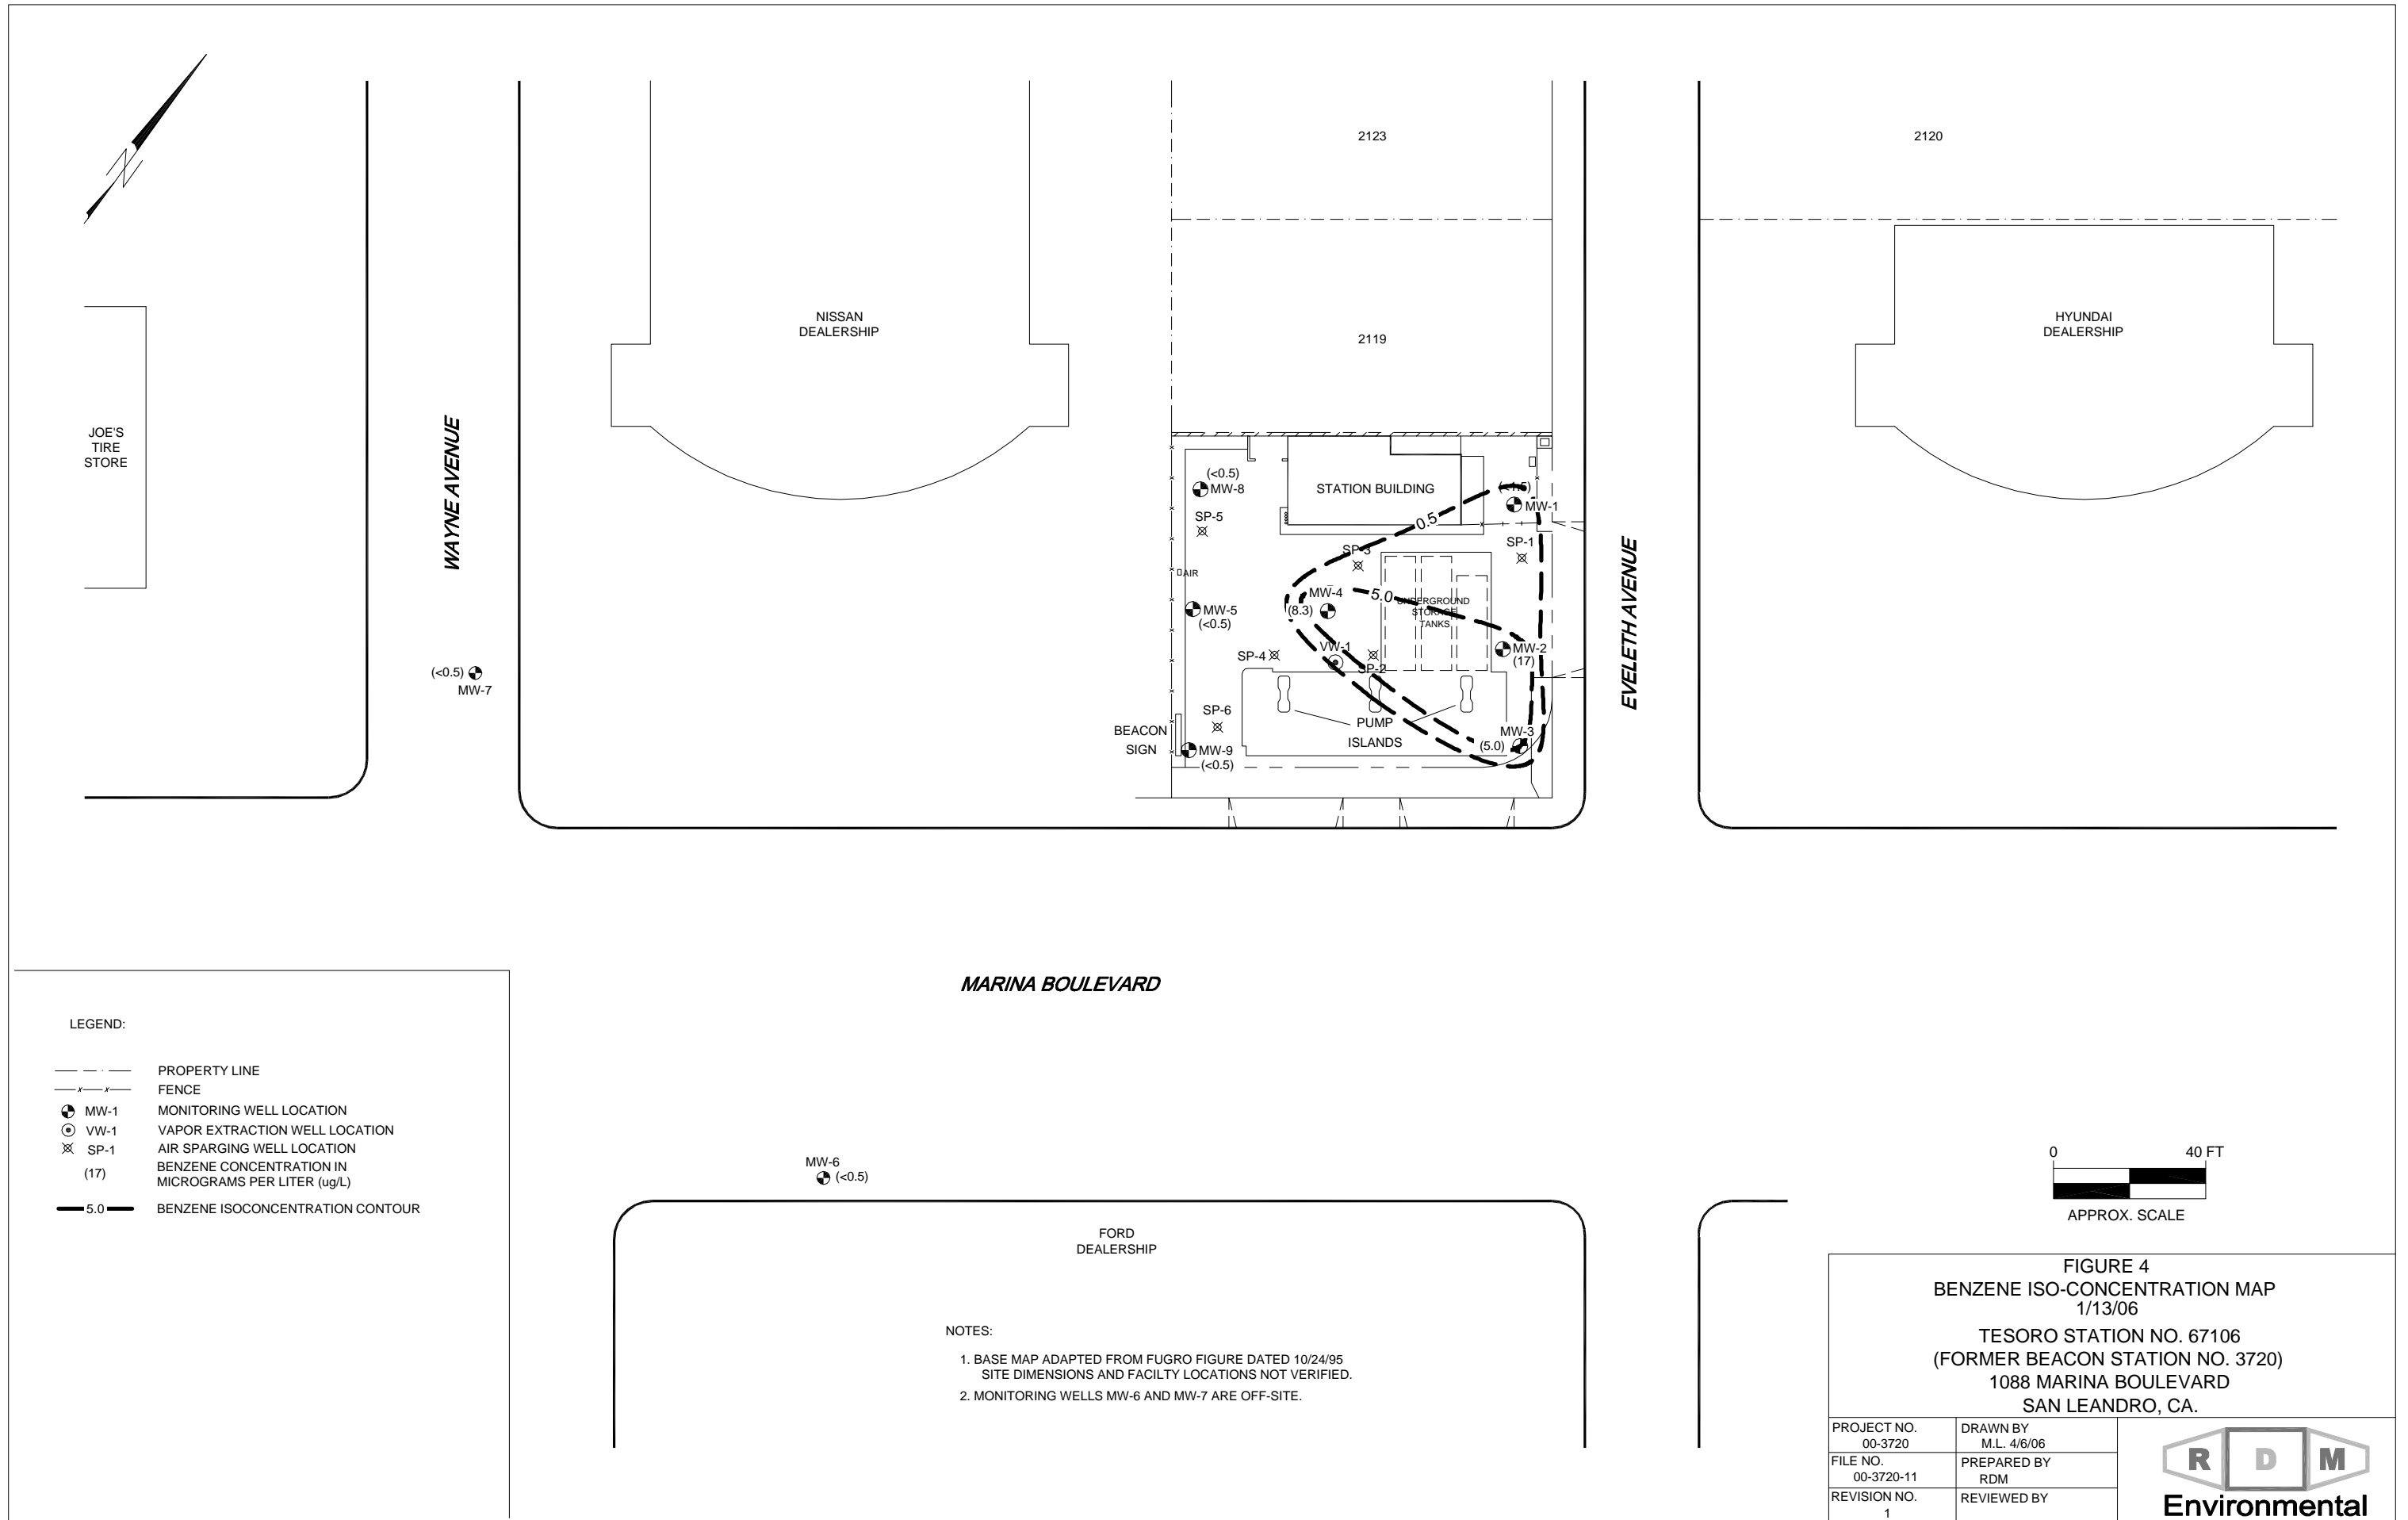 2123
2120
NISSAN
DEALERSHIP
2119
HYUNDAI
DEALERSHIP
JOE'S
TIRE
STORE
WAYNE AVENUE
EVELETH AVENUE
(<0.5)
MW-8
STATION BUILDING
MW-1
0.5
SP-5
SP-3
SP-1
AIR
MW-4
5.0
(8.3)
UNDERGROUND
STORAGE
TANKS
MW-5
(<0.5)
VW-1
MW-2
(17)
SP-4
SP-2
(<0.5)
MW-7
SP-6
PUMP
ISLANDS
MW-3
(5.0)
BEACON
SIGN
MW-9
(<0.5)
MARINA BOULEVARD
LEGEND:
PROPERTY LINE
FENCE
MW-1 MONITORING WELL LOCATION
VW-1 VAPOR EXTRACTION WELL LOCATION
SP-1 AIR SPARGING WELL LOCATION
(17) BENZENE CONCENTRATION IN
MICROGRAMS PER LITER (ug/L)
5.0 BENZENE ISOCONCENTRATION CONTOUR
MW-6
(<0.5)
FORD
DEALERSHIP
NOTES:
1. BASE MAP ADAPTED FROM FUGRO FIGURE DATED 10/24/95
SITE DIMENSIONS AND FACILTY LOCATIONS NOT VERIFIED.
2. MONITORING WELLS MW-6 AND MW-7 ARE OFF-SITE.
0 40 FT
APPROX. SCALE
FIGURE 4
BENZENE ISO-CONCENTRATION MAP
1/13/06
TESORO STATION NO. 67106
(FORMER BEACON STATION NO. 3720)
1088 MARINA BOULEVARD
SAN LEANDRO, CA.
PROJECT NO.
00-3720
DRAWN BY
M.L. 4/6/06
FILE NO.
00-3720-11
PREPARED BY
RDM
REVISION NO.
1
REVIEWED BY
R D M
Environmental